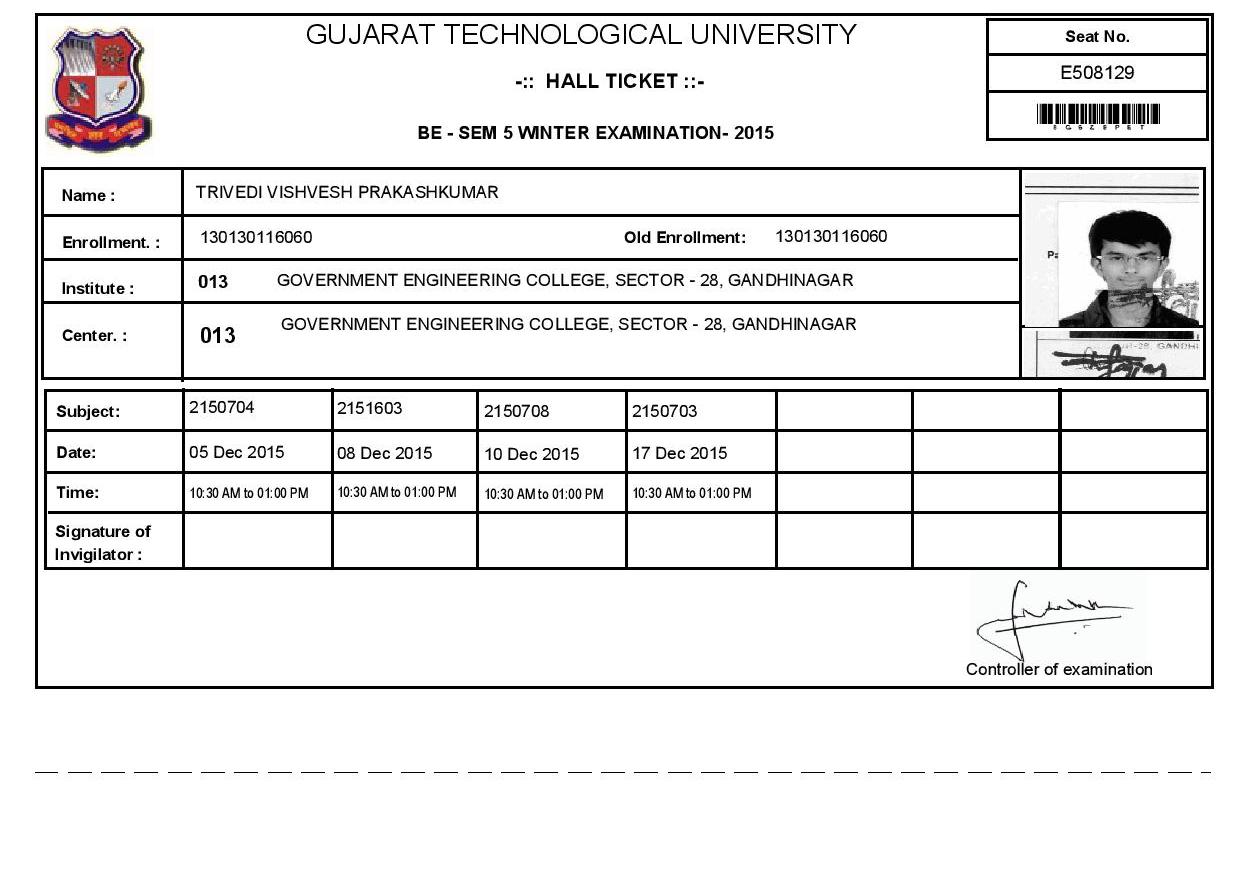 GUJARAT TECHNOLOGICAL UNIVERSITY
-:: HALL TICKET ::-
BE - SEM 5 WINTER EXAMINATION- 2015
Seat No.
E508129
Name : TRIVEDI VISHVESH PRAKASHKUMAR
Enrollment. : 130130116060 Old Enrollment: 130130116060
Institute : 013 GOVERNMENT ENGINEERING COLLEGE, SECTOR - 28, GANDHINAGAR
Center. : 013 GOVERNMENT ENGINEERING COLLEGE, SECTOR - 28, GANDHINAGAR
Subject: 2150704 2151603 2150708 2150703
Date: 05 Dec 2015 08 Dec 2015 10 Dec 2015 17 Dec 2015
Time: 10:30 AM to 01:00 PM 10:30 AM to 01:00 PM 10:30 AM to 01:00 PM 10:30 AM to 01:00 PM
Signature of
Invigilator :
Controller of examination